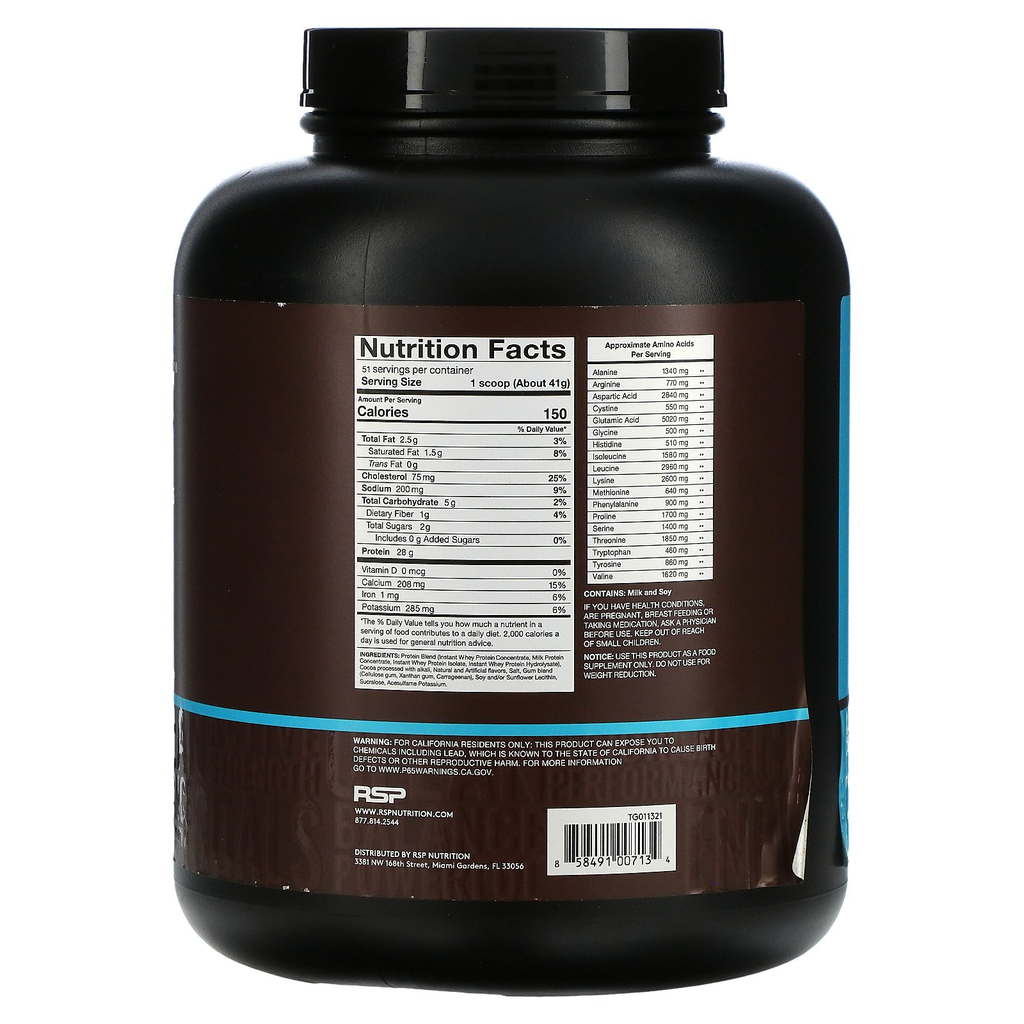 Nutrition Facts
51 servings per container
Serving Size 1 scoop (About 41g)
Amount Per Serving
Calories 150
% Daily Value*
Total Fat 2.5g 3%
Saturated Fat 1.5g 8%
Trans Fat 0g
Cholesterol 75mg 25%
Sodium 200mg 9%
Total Carbohydrate 5g 2%
Dietary Fiber 1g 4%
Total Sugars 2g
Includes 0g Added Sugars 0%
Protein 28g
Vitamin D 0 mcg 0%
Calcium 208mg 15%
Iron 1mg 6%
Potassium 285mg 6%
*The % Daily Value tells you how much a nutrient in a
serving of food contributes to a daily diet. 2,000 calories a
day is used for general nutrition advice.
INGREDIENTS: Protein Blend (Instant Whey Protein Concentrate, Milk Protein
Concentrate, Instant Whey Protein Isolate, Instant Whey Protein Hydrolysate),
Cocoa processed with alkali, Natural and Artificial flavors, Salt, Gum blend
(Cellulose gum, Xanthan gum, Carrageenan), Soy and/or Sunflower Lecithin,
Sucralose, Acesulfame Potassium.
Approximate Amino Acids
Per Serving
Alanine 1340 mg **
Arginine 770 mg **
Aspartic Acid 2840 mg **
Cystine 550 mg **
Glutamic Acid 5020 mg **
Glycine 500 mg **
Histidine 510 mg **
Isoleucine 1580 mg **
Leucine 2960 mg **
Lysine 2600 mg **
Methionine 640 mg **
Phenylalanine 900 mg **
Proline 1700 mg **
Serine 1400 mg **
Threonine 1850 mg **
Tryptophan 460 mg **
Tyrosine 860 mg **
Valine 1620 mg **
CONTAINS: Milk and Soy
IF YOU HAVE HEALTH CONDITIONS,
ARE PREGNANT, BREAST FEEDING OR
TAKING MEDICATION, ASK A PHYSICIAN
BEFORE USE. KEEP OUT OF REACH
OF SMALL CHILDREN.
NOTICE: USE THIS PRODUCT AS A FOOD
SUPPLEMENT ONLY. DO NOT USE FOR
WEIGHT REDUCTION.
WARNING: FOR CALIFORNIA RESIDENTS ONLY: THIS PRODUCT CAN EXPOSE YOU TO
CHEMICALS INCLUDING LEAD, WHICH IS KNOWN TO THE STATE OF CALIFORNIA TO CAUSE BIRTH
DEFECTS OR OTHER REPRODUCTIVE HARM. FOR MORE INFORMATION
GO TO WWW.P65WARNINGS.CA.GOV.
RSP
WWW.RSPNUTRITION.COM
877.814.2544
DISTRIBUTED BY RSP NUTRITION
3381 NW 168th Street, Miami Gardens, FL 33056
TG011321
8 58491 00713 4